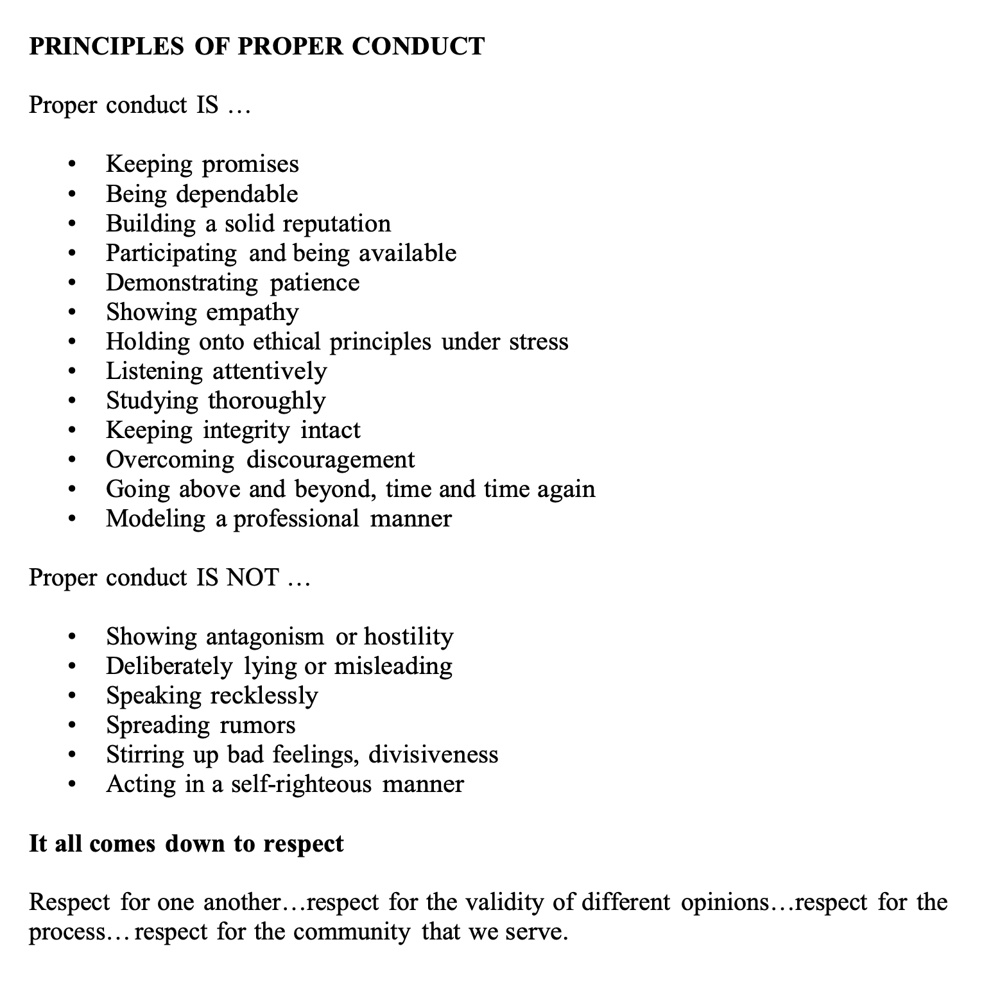 PRINCIPLES OF PROPER CONDUCT
Proper conduct IS …
• Keeping promises
• Being dependable
• Building a solid reputation
• Participating and being available
• Demonstrating patience
• Showing empathy
• Holding onto ethical principles under stress
• Listening attentively
• Studying thoroughly
• Keeping integrity intact
• Overcoming discouragement
• Going above and beyond, time and time again
• Modeling a professional manner
Proper conduct IS NOT …
• Showing antagonism or hostility
• Deliberately lying or misleading
• Speaking recklessly
• Spreading rumors
• Stirring up bad feelings, divisiveness
• Acting in a self-righteous manner
It all comes down to respect
Respect for one another…respect for the validity of different opinions…respect for the
process… respect for the community that we serve.